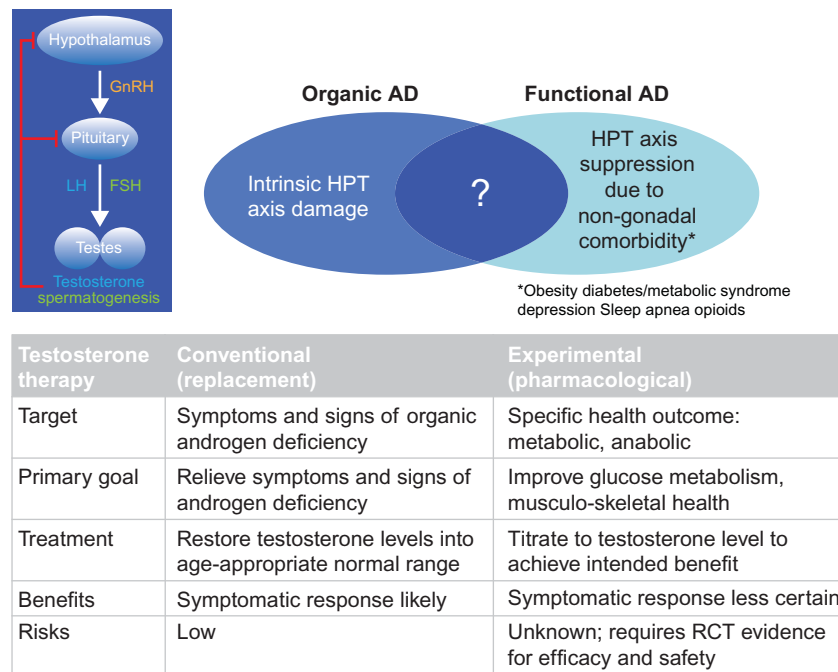 Hypothalamus
GnRH
Pituitary
LH FSH
Testes
Testosterone
spermatogenesis
Organic AD
Functional AD
Intrinsic HPT
axis damage
?
HPT axis
suppression
due to
non-gonadal
comorbidity*
*Obesity diabetes/metabolic syndrome
depression Sleep apnea opioids
Testosterone
therapy
Conventional
(replacement)
Experimental
(pharmacological)
Target
Symptoms and signs of organic
androgen deficiency
Specific health outcome:
metabolic, anabolic
Primary goal
Relieve symptoms and signs of
androgen deficiency
Improve glucose metabolism,
musculo-skeletal health
Treatment
Restore testosterone levels into
age-appropriate normal range
Titrate to testosterone level to
achieve intended benefit
Benefits
Symptomatic response likely
Symptomatic response less certain
Risks
Low
Unknown; requires RCT evidence
for efficacy and safety